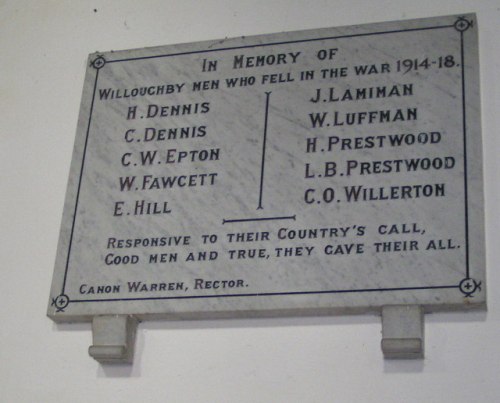 In Memory of
Willoughby men who fell in the war 1914-18.
H. Dennis
C. Dennis
C. W. Epton
W. Fawcett
E. Hill
J. Lamiman
W. Luffman
H. Prestwood
L. B. Prestwood
C. O. Willerton
Responsive to their Country's call,
Good men and true, they gave their all.
Canon Warren, Rector.